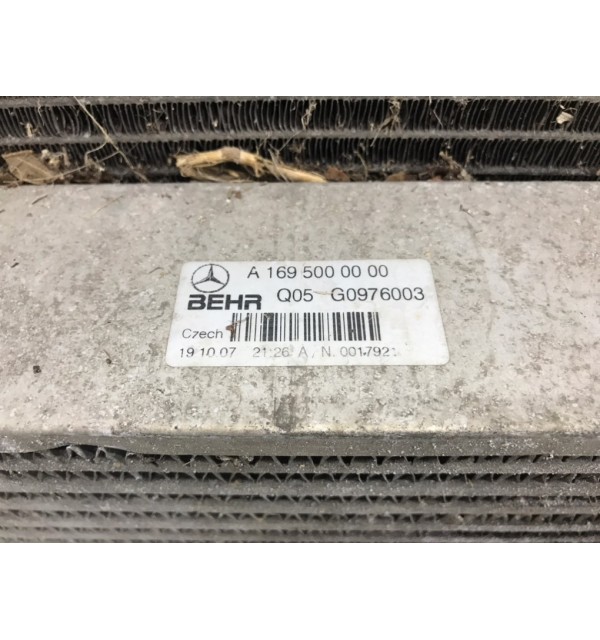 A 169 500 00 00
BEHR Q05 G0976003
Czech
19.10.07 21:26 A, N. 0017921